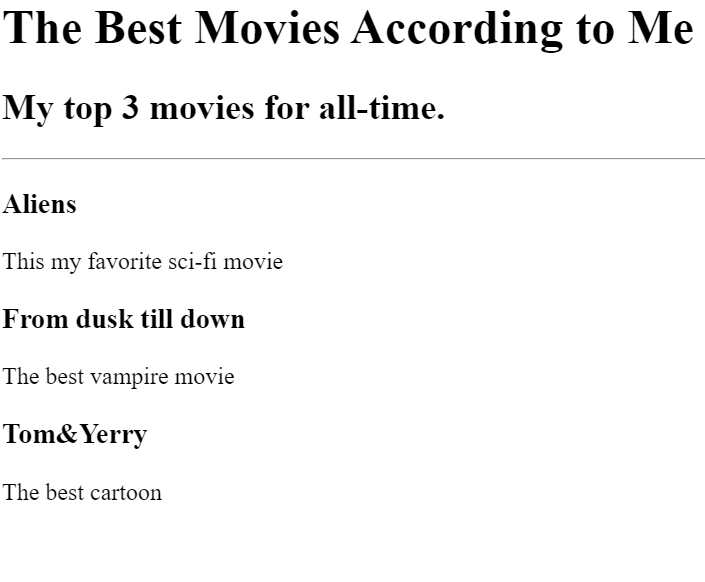 The Best Movies According to Me
My top 3 movies for all-time.
Aliens
This my favorite sci-fi movie
From dusk till down
The best vampire movie
Tom&Yerry
The best cartoon